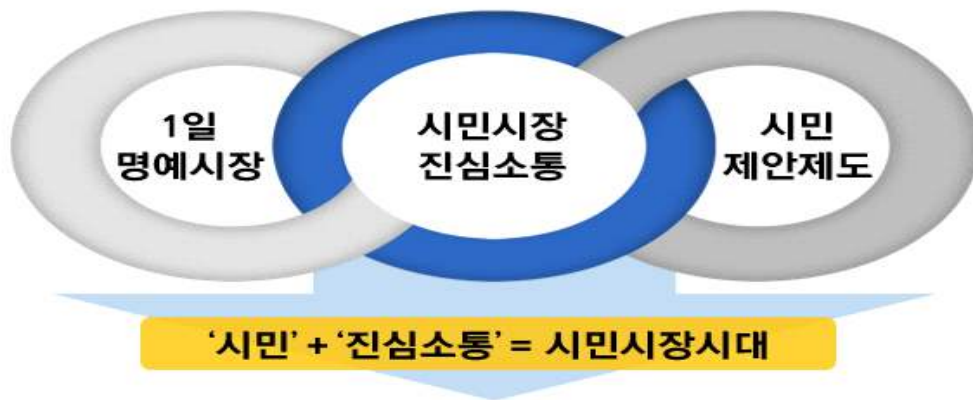 1일
명예시장
시민시장
진심소통
시민
제안제도
‘시민’ + ‘진심소통’ = 시민시장시대